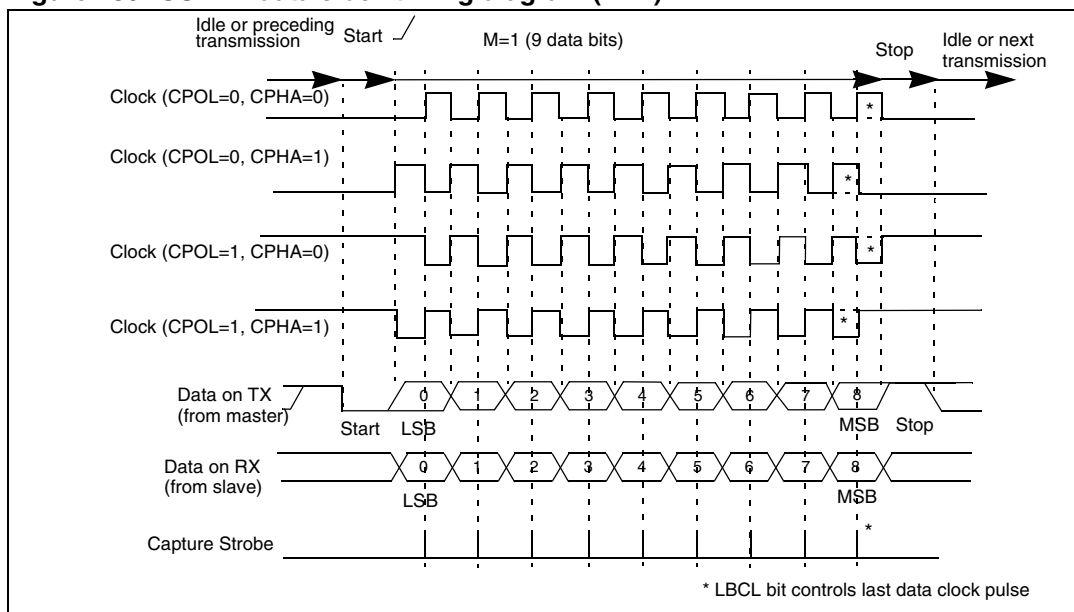 Idle or preceding
transmission
Start
M=1 (9 data bits)
Stop
Idle or next
transmission
Clock (CPOL=0, CPHA=0)
*
Clock (CPOL=0, CPHA=1)
*
Clock (CPOL=1, CPHA=0)
*
Clock (CPOL=1, CPHA=1)
*
Data on TX
(from master)
0 1 2 3 4 5 6 7 8
Start LSB MSB Stop
Data on RX
(from slave)
0 1 2 3 4 5 6 7 8
LSB MSB
*
Capture Strobe
* LBCL bit controls last data clock pulse